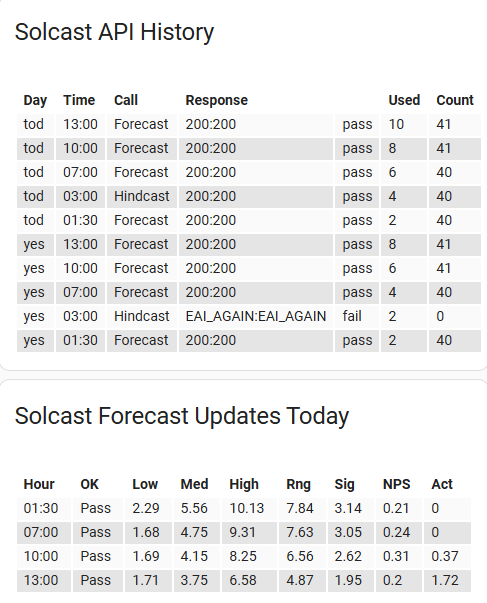 Solcast API History
Day Time Call Response Used Count
tod 13:00 Forecast 200:200 pass 10 41
tod 10:00 Forecast 200:200 pass 8 41
tod 07:00 Forecast 200:200 pass 6 40
tod 03:00 Hindcast 200:200 pass 4 40
tod 01:30 Forecast 200:200 pass 2 40
yes 13:00 Forecast 200:200 pass 8 41
yes 10:00 Forecast 200:200 pass 6 41
yes 07:00 Forecast 200:200 pass 4 40
yes 03:00 Hindcast EAI_AGAIN:EAI_AGAIN fail 2 0
yes 01:30 Forecast 200:200 pass 2 40
Solcast Forecast Updates Today
Hour OK Low Med High Rng Sig NPS Act
01:30 Pass 2.29 5.56 10.13 7.84 3.14 0.21 0
07:00 Pass 1.68 4.75 9.31 7.63 3.05 0.24 0
10:00 Pass 1.69 4.15 8.25 6.56 2.62 0.31 0.37
13:00 Pass 1.71 3.75 6.58 4.87 1.95 0.2 1.72